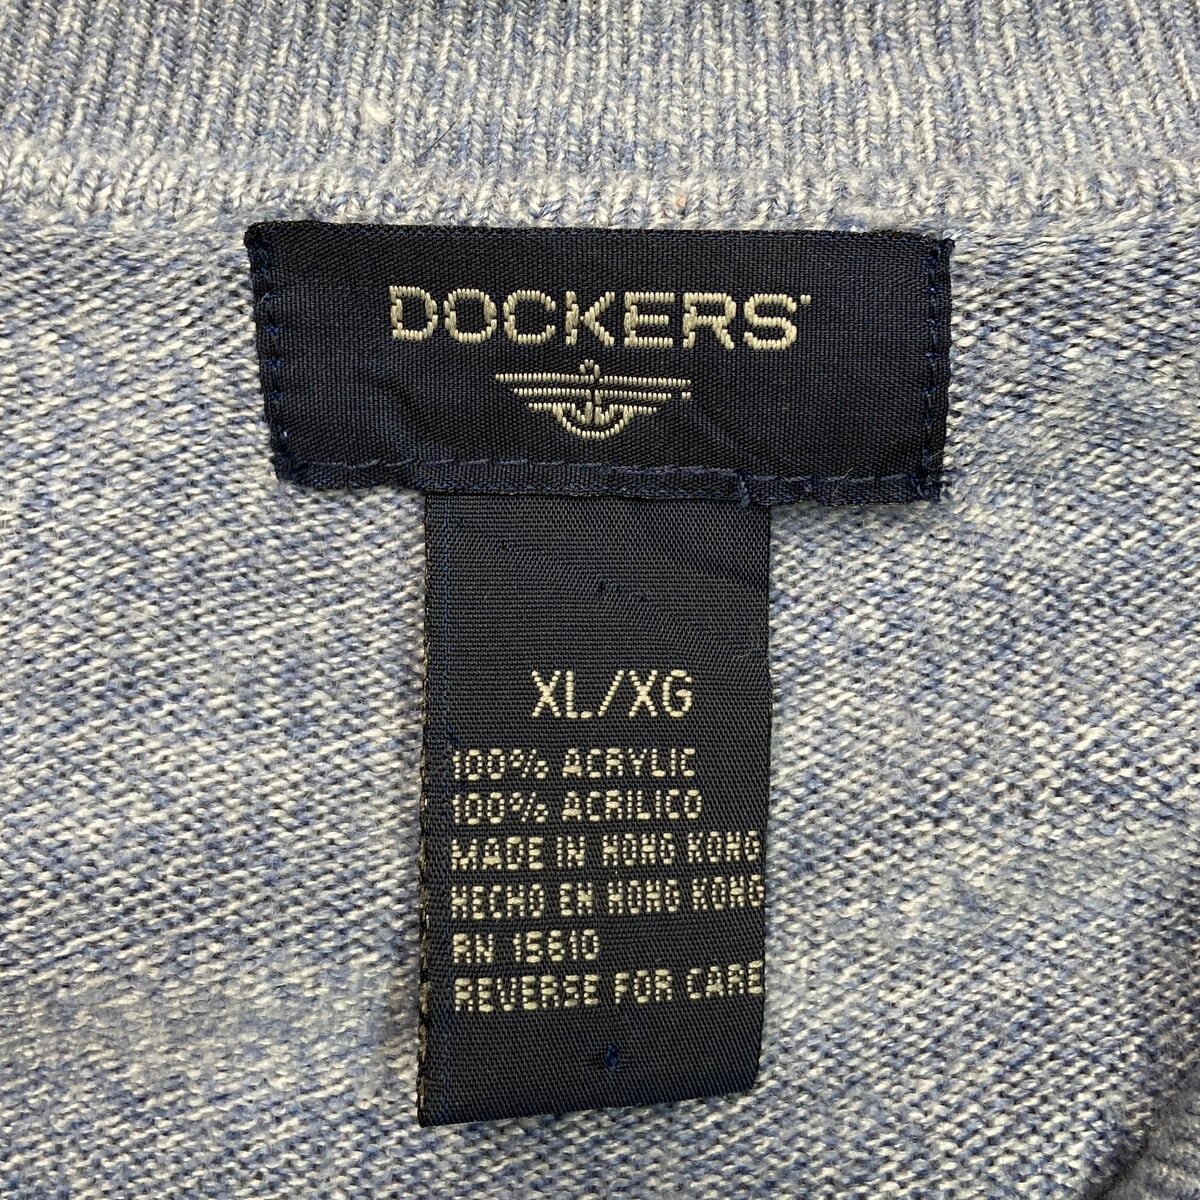 DOCKERS
XL/XG
100% ACRYLIC
100% ACRILICO
MADE IN HONG KONG
HECHO EN HONG KONG
RN 15610
REVERSE FOR CARE